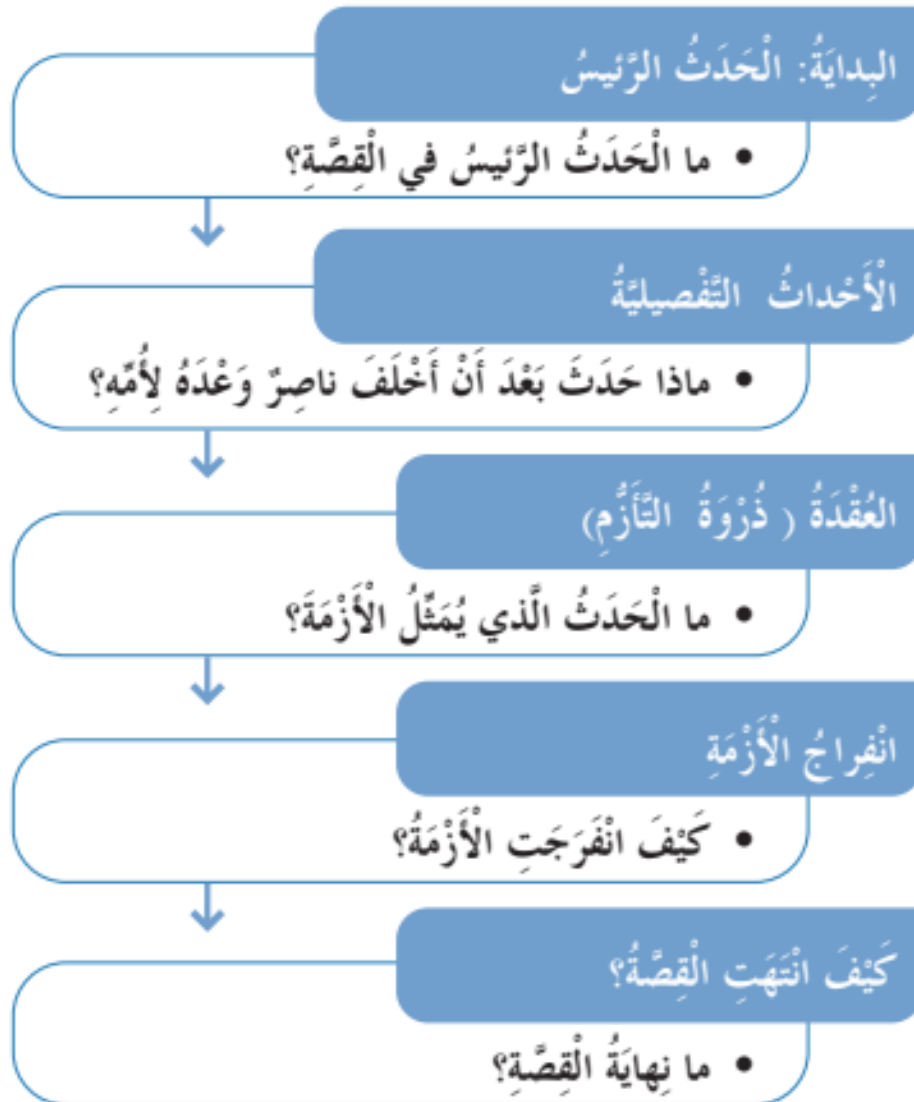 البِدايَةُ: الْحَدَثُ الرَّئيسُ
• ما الْحَدَثُ الرَّئيسُ في الْقِصَّةِ؟
الْأَحْداثُ التَّفْصيليَّةُ
• ماذا حَدَثَ بَعْدَ أَنْ أَخْلَفَ ناصِرٌ وَعْدَهُ لِأُمِّهِ؟
العُقْدَةُ ( ذُرْوَةُ التَّأَزُّمِ)
• ما الْحَدَثُ الَّذي يُمَثِّلُ الْأَزْمَةَ؟
انْفِراجُ الْأَزْمَةِ
• كَيْفَ انْفَرَجَتِ الْأَزْمَةُ؟
كَيْفَ انْتَهَتِ الْقِصَّةُ؟
• ما نِهايَةُ الْقِصَّةِ؟